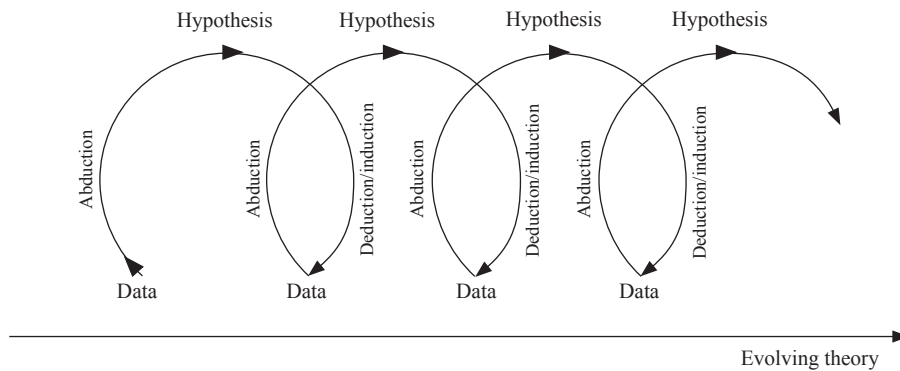 Hypothesis
Hypothesis
Hypothesis
Hypothesis
Abduction
Abduction
Deduction/induction
Abduction
Deduction/induction
Abduction
Deduction/induction
Data
Data
Data
Data
Evolving theory